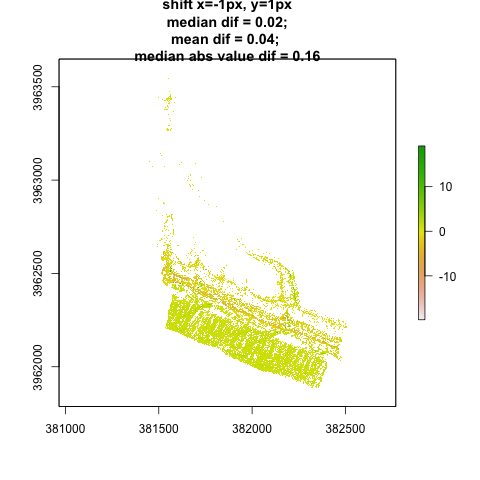 shift x=-1px, y=1px
median dif = 0.02;
mean dif = 0.04;
median abs value dif = 0.16
3963500
3963000
3962500
3962000
381000
381500
382000
382500
10
0
-10